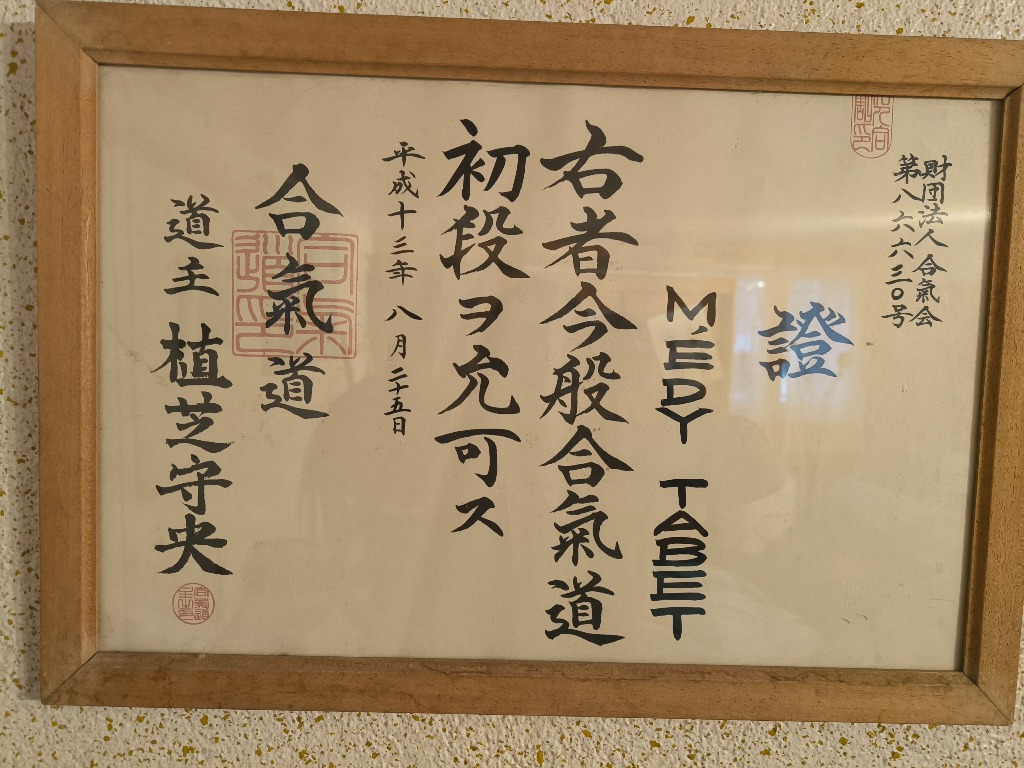 財団法人 合氣会
第八六六三〇号
證
MÉDY TABET
右者今般合氣道
初段ヲ允可ス
平成十三年 八月 二十五日
合氣道
道主 植芝守央